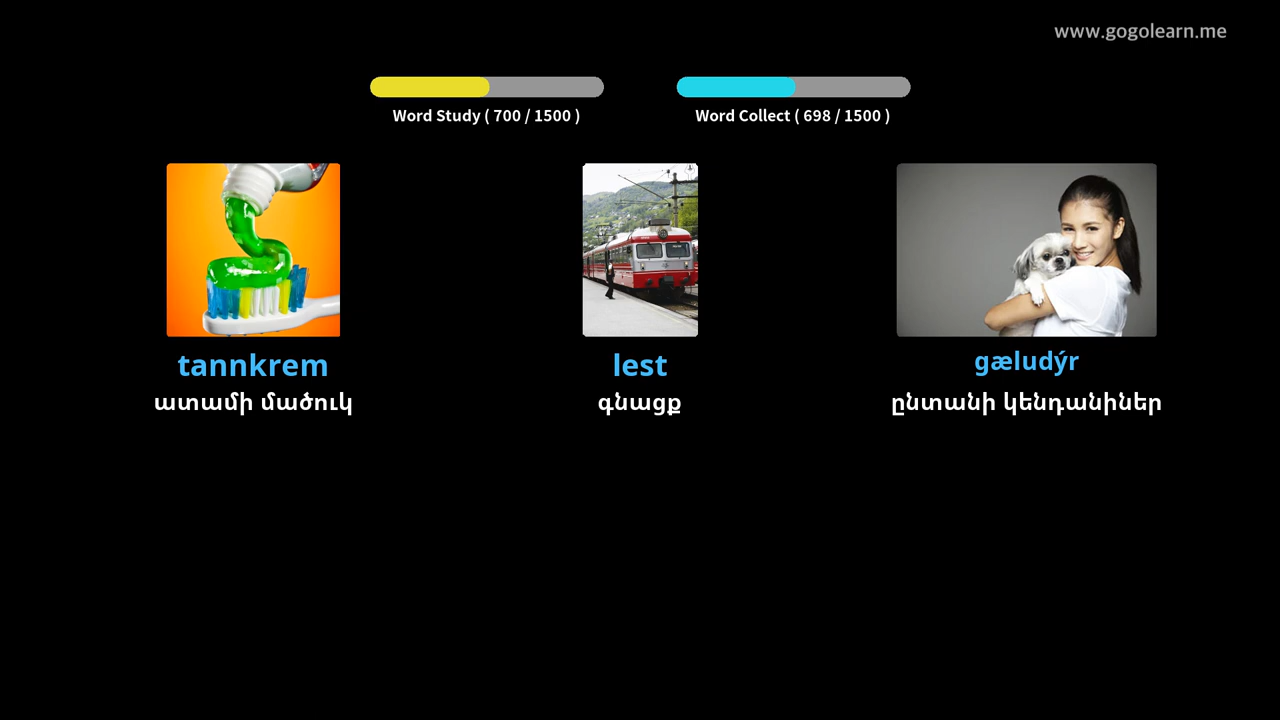 www.gogolearn.me
Word Study ( 700 / 1500 )
Word Collect ( 698 / 1500 )
tannkrem
lest
gæludýr
ատամի մածուկ
գնացք
ընտանի կենդանիներ